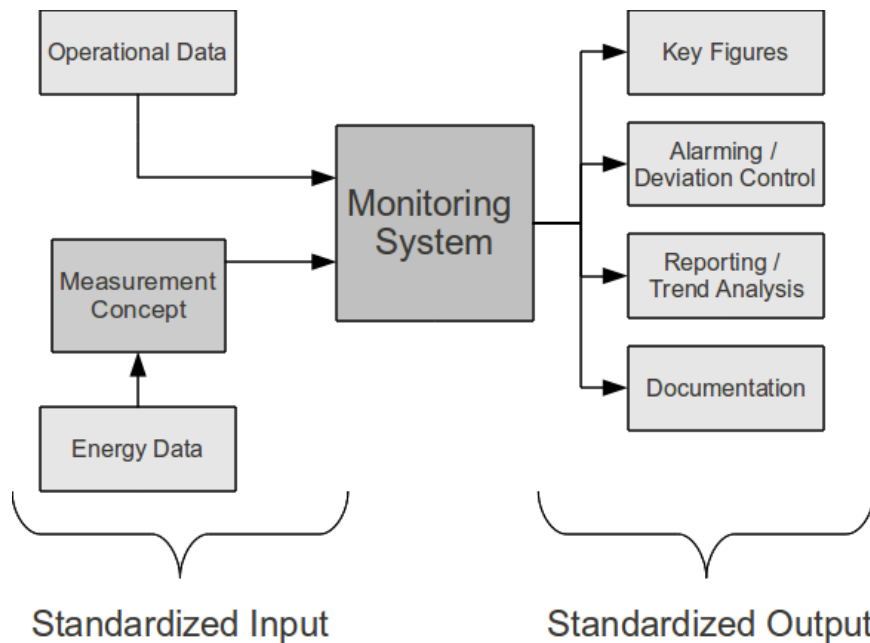 Operational Data
Measurement
Concept
Energy Data
Monitoring
System
Key Figures
Alarming /
Deviation Control
Reporting /
Trend Analysis
Documentation
Standardized Input
Standardized Output